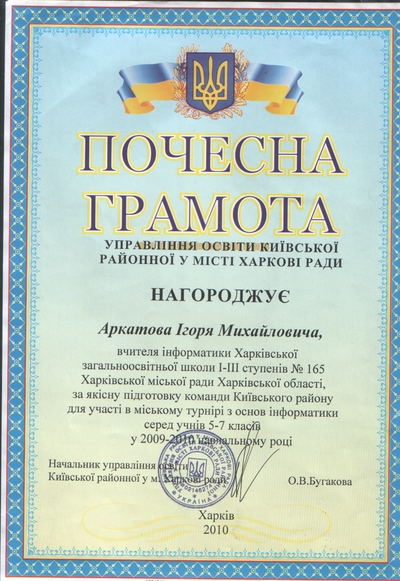 ПОЧЕСНА
ГРАМОТА
УПРАВЛІННЯ ОСВІТИ КИЇВСЬКОЇ
РАЙОННОЇ У МІСТІ ХАРКОВІ РАДИ
НАГОРОДЖУЄ
Аркатова Ігоря Михайловича,
вчителя інформатики Харківської
загальноосвітньої школи І-ІІІ ступенів № 165
Харківської міської ради Харківської області,
за якісну підготовку команди Київського району
для участі в міському турнірі з основ інформатики
серед учнів 5-7 класів
у 2009-2010 навчальному році
Начальник управління освіти
Київської районної у м. Харкові ради
О.В.Бугакова
УКРАЇНА
Харків
2010